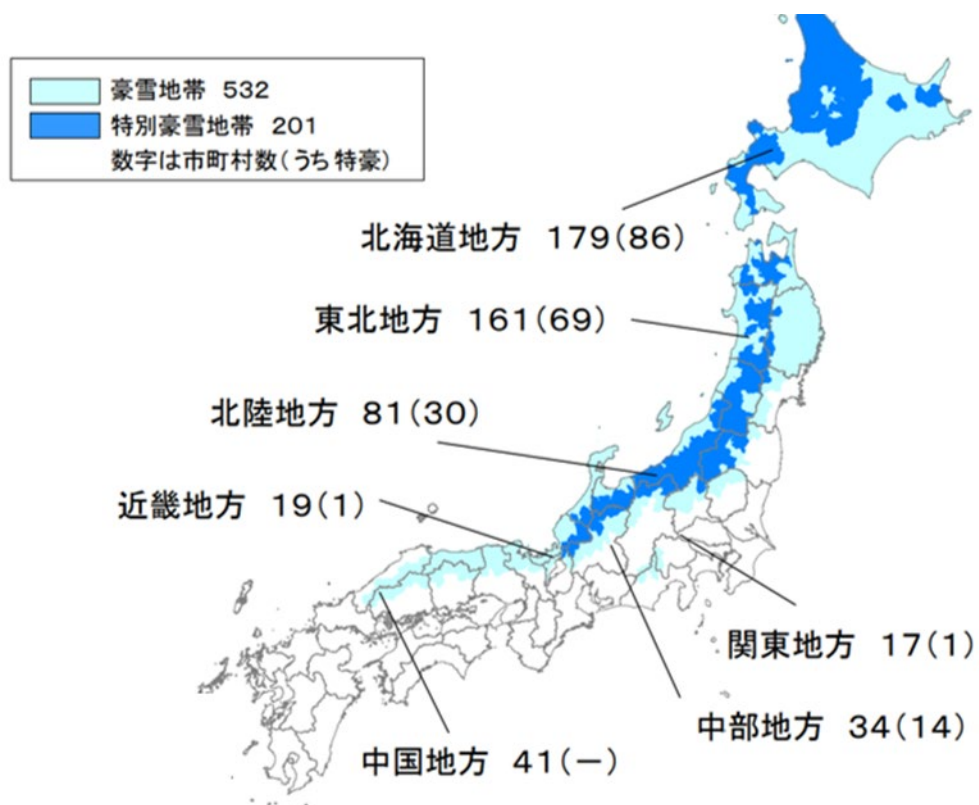 豪雪地帯 532
特別豪雪地帯 201
数字は市町村数(うち特豪)
北海道地方 179(86)
東北地方 161(69)
北陸地方 81(30)
近畿地方 19(1)
関東地方 17(1)
中部地方 34(14)
中国地方 41(－)